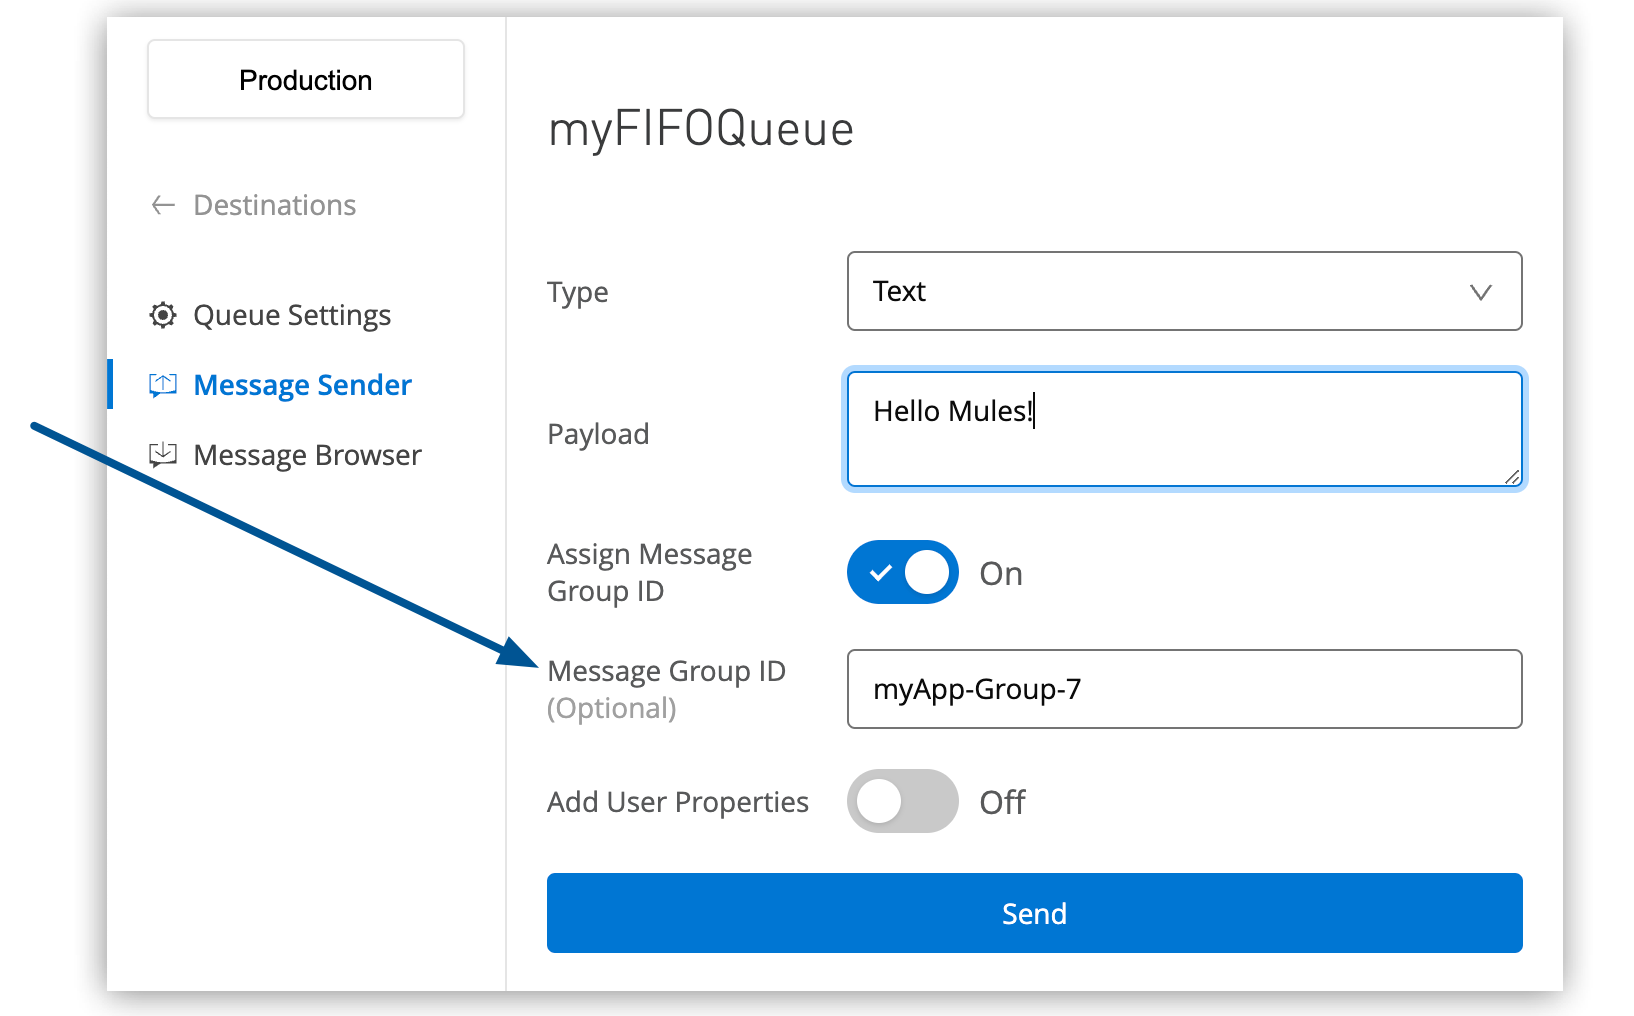 Production
Destinations
Queue Settings
Message Sender
Message Browser
myFIFOQueue
Type
Text
Payload
Hello Mules!
Assign Message
Group ID
On
Message Group ID
(Optional)
myApp-Group-7
Add User Properties
Off
Send